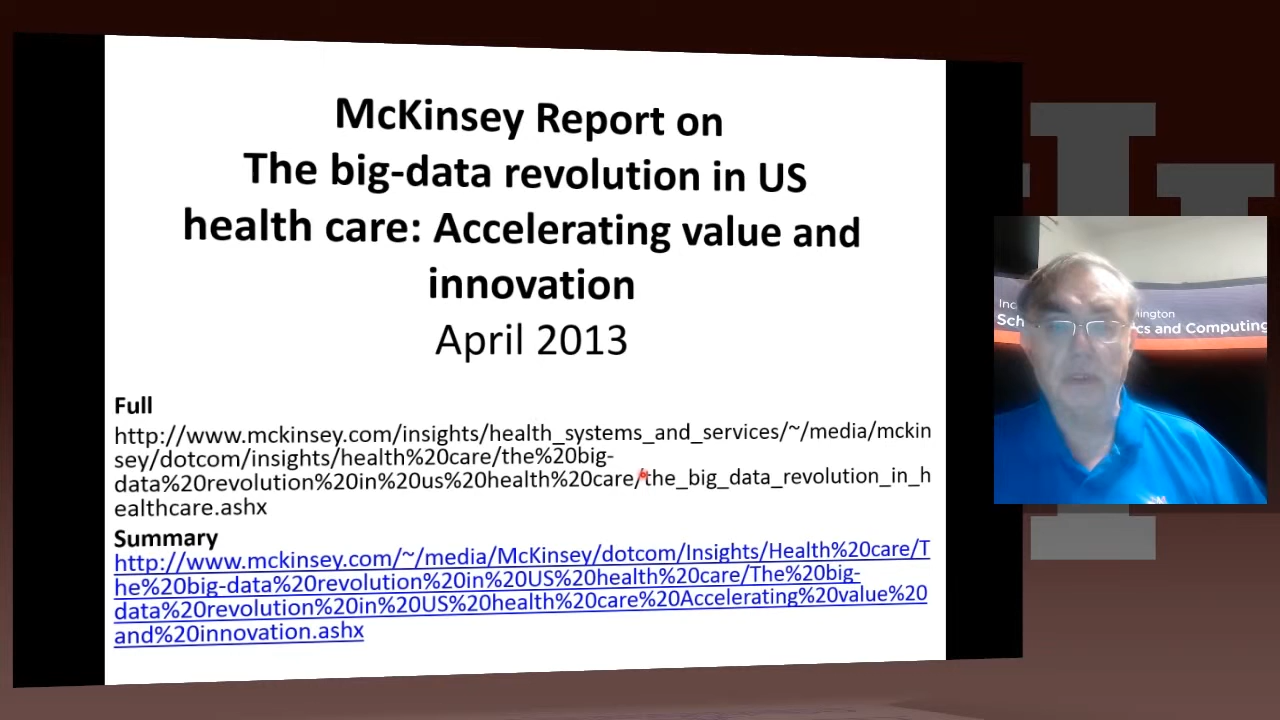 McKinsey Report on
The big-data revolution in US
health care: Accelerating value and
innovation
April 2013
Full
http://www.mckinsey.com/insights/health_systems_and_services/~/media/mckin
sey/dotcom/insights/health%20care/the%20big-
data%20revolution%20in%20us%20health%20care/the_big_data_revolution_in_h
ealthcare.ashx
Summary
http://www.mckinsey.com/~/media/McKinsey/dotcom/Insights/Health%20care/T
he%20big-data%20revolution%20in%20US%20health%20care/The%20big-
data%20revolution%20in%20US%20health%20care%20Accelerating%20value%20
and%20innovation.ashx
and Computing